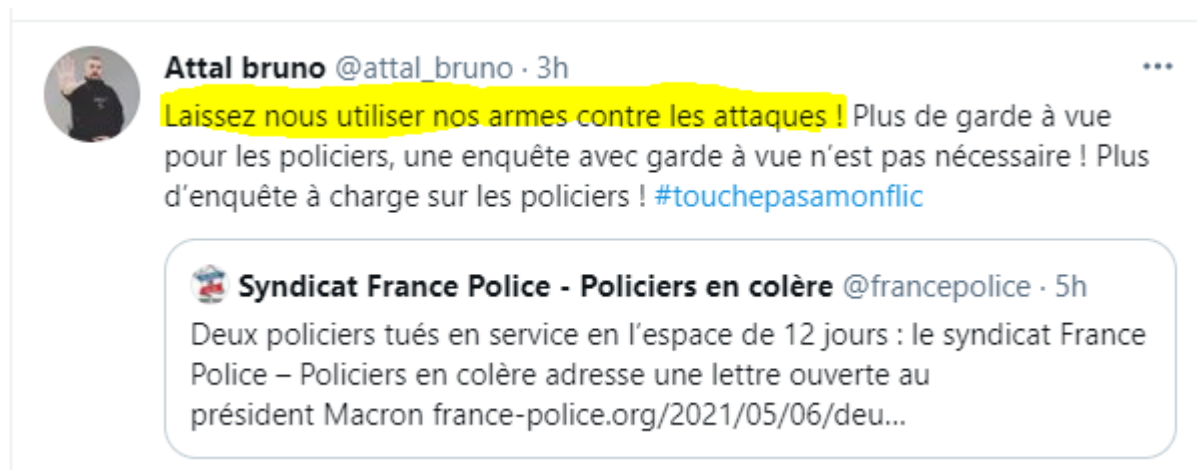 Attal bruno @attal_bruno · 3h
Laissez nous utiliser nos armes contre les attaques ! Plus de garde à vue
pour les policiers, une enquête avec garde à vue n’est pas nécessaire ! Plus
d’enquête à charge sur les policiers ! #touchepasamonflic
Syndicat France Police - Policiers en colère @francepolice · 5h
Deux policiers tués en service en l’espace de 12 jours : le syndicat France
Police – Policiers en colère adresse une lettre ouverte au
président Macron france-police.org/2021/05/06/deu...